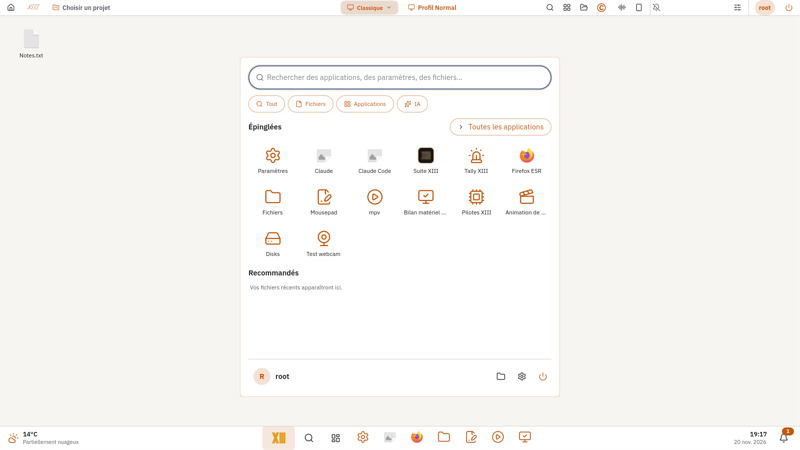 Choisir un projet
Classique
Profil Normal
root
Notes.txt
Rechercher des applications, des paramètres, des fichiers...
Tout
Fichiers
Applications
IA
Épinglées
Toutes les applications
Paramètres
Claude
Claude Code
Suite XIII
Tally XIII
Firefox ESR
Fichiers
Mousepad
mpv
Bilan matériel ...
Pilotes XIII
Animation de ...
Disks
Test webcam
Recommandés
Vos fichiers récents apparaîtront ici.
R
root
14°C
Partiellement nuageux
XIII
19:17
20 nov. 2026
1